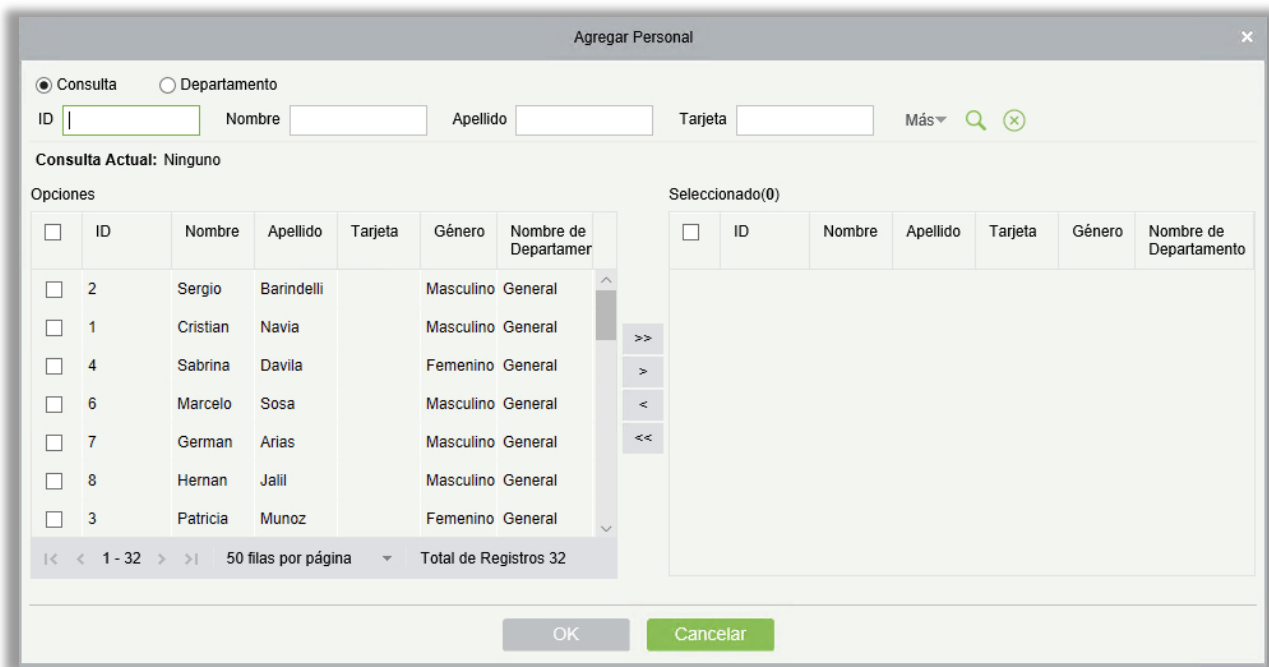 Agregar Personal
Consulta Departamento
ID Nombre Apellido Tarjeta Más
Consulta Actual: Ninguno
Opciones
ID Nombre Apellido Tarjeta Género Nombre de
Departamer
2 Sergio Barindelli Masculino General
1 Cristian Navia Masculino General
4 Sabrina Davila Femenino General
6 Marcelo Sosa Masculino General
7 German Arias Masculino General
8 Hernan Jalil Masculino General
3 Patricia Munoz Femenino General
1 - 32 50 filas por página Total de Registros 32
>>
>
<
<<
Seleccionado(0)
ID Nombre Apellido Tarjeta Género Nombre de
Departamento
OK Cancelar